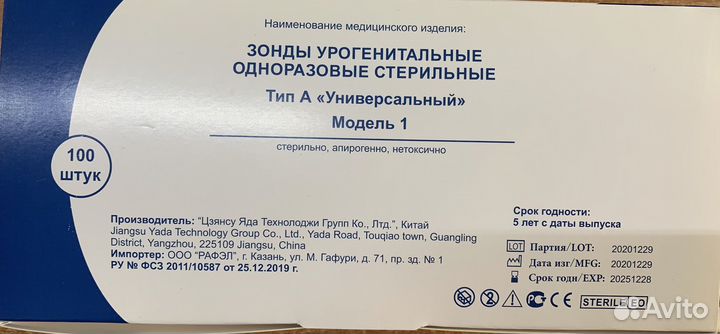 Наименование медицинского изделия:
ЗОНДЫ УРОГЕНИТАЛЬНЫЕ
ОДНОРАЗОВЫЕ СТЕРИЛЬНЫЕ
Тип А «Универсальный»
Модель 1
стерильно, апирогенно, нетоксично
100
штук
Производитель: "Цзянсу Яда Технолоджи Групп Ко., Лтд.", Китай
Jiangsu Yada Technology Group Co., Ltd., Yada Road, Touqiao town, Guangling
District, Yangzhou, 225109 Jiangsu, China
Импортер: ООО "РАФЭЛ", г. Казань, ул. М. Гафури, д. 71, пр. зд. № 1
РУ № ФСЗ 2011/10587 от 25.12.2019 г.
Срок годности:
5 лет с даты выпуска
LOT Партия/LOT: 20201229
Дата изг/MFG: 20201229
Срок годн/EXP: 20251228
2 РСТ CE STERILE EO
Avito